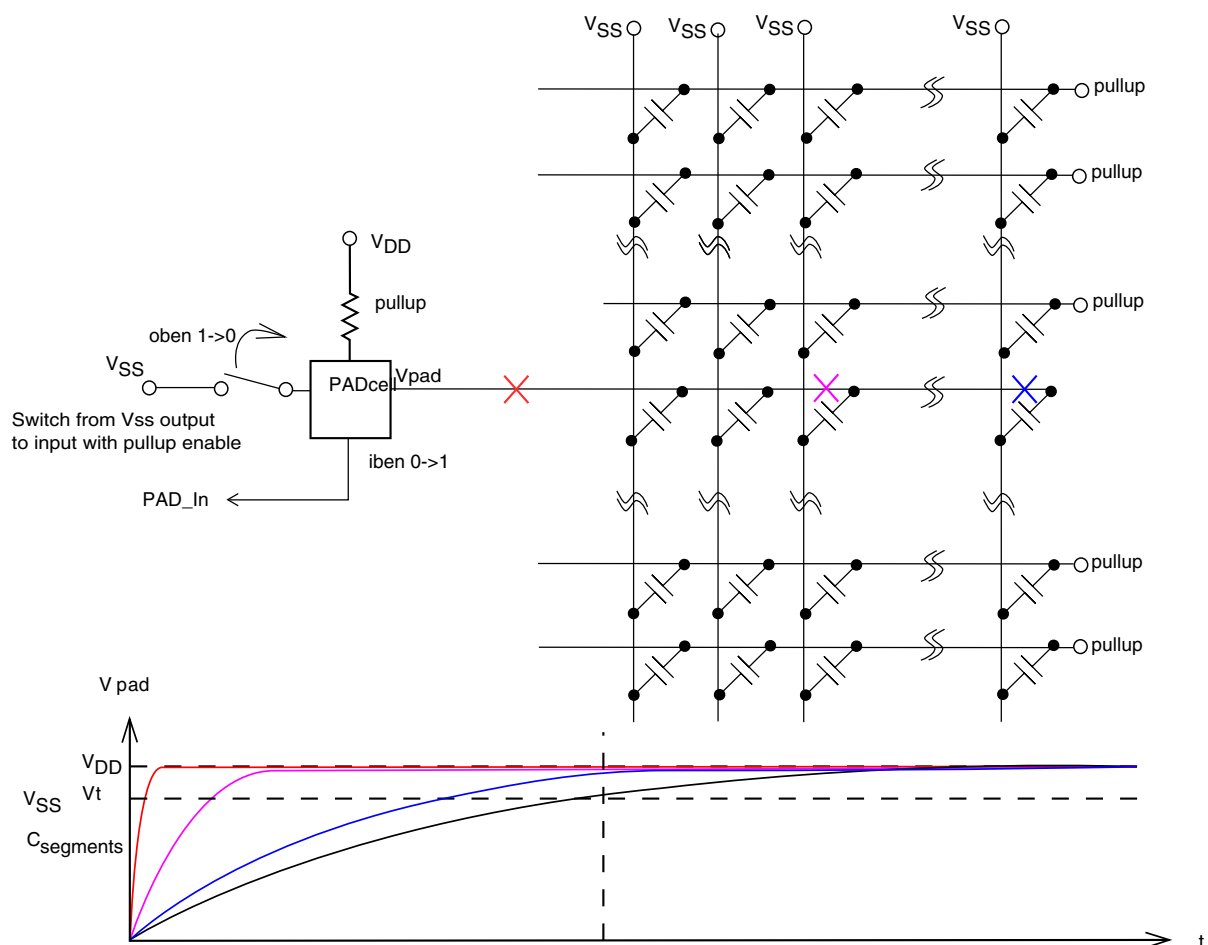 VSS VSS VSS VSS
pullup
pullup
VDD
pullup
pullup
oben 1->0
VSS
PADcell
Vpad
Switch from Vss output
to input with pullup enable
iben 0->1
PAD_In
pullup
pullup
V pad
VDD
VSS
Vt
Csegments
t